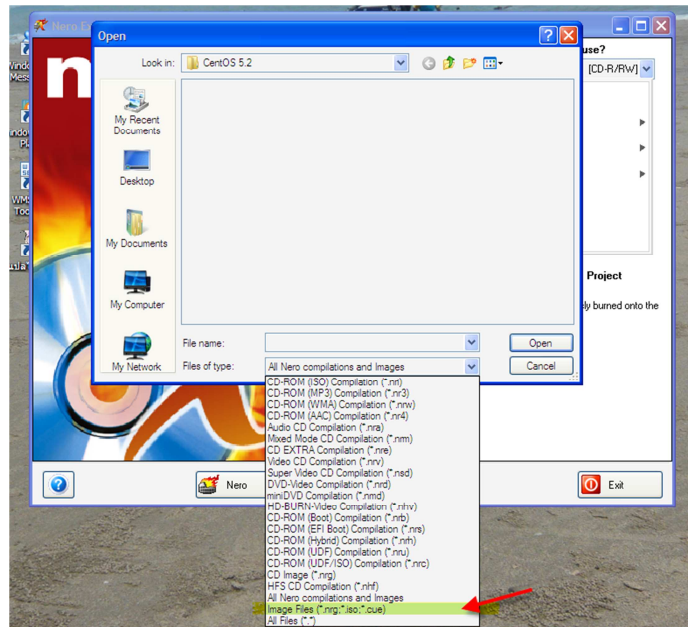 Nero Ex
Open
use?
Look in:
CentOS 5.2
[CD-R/RW]
My Recent
Documents
Desktop
My Documents
My Computer
My Network
Project
ly burned onto the
File name:
Open
Files of type:
All Nero compilations and Images
Cancel
CD-ROM (ISO) Compilation (*.nri)
CD-ROM (MP3) Compilation (*.nr3)
CD-ROM (WMA) Compilation (*.nrw)
CD-ROM (AAC) Compilation (*.nr4)
Audio CD Compilation (*.nra)
Mixed Mode CD Compilation (*.nrm)
CD EXTRA Compilation (*.nre)
Video CD Compilation (*.nrv)
Super Video CD Compilation (*.nsd)
DVD-Video Compilation (*.nrd)
miniDVD Compilation (*.nmd)
HD-BURN-Video Compilation (*.nhv)
CD-ROM (Boot) Compilation (*.nrb)
CD-ROM (EFI Boot) Compilation (*.nrs)
CD-ROM (Hybrid) Compilation (*.nrh)
CD-ROM (UDF) Compilation (*.nru)
CD-ROM (UDF/ISO) Compilation (*.nrc)
CD Image (*.nrg)
HFS CD Compilation (*.nhf)
All Nero compilations and Images
Image Files (*.nrg;*.iso;*.cue)
All Files (*.*)
Nero
Exit